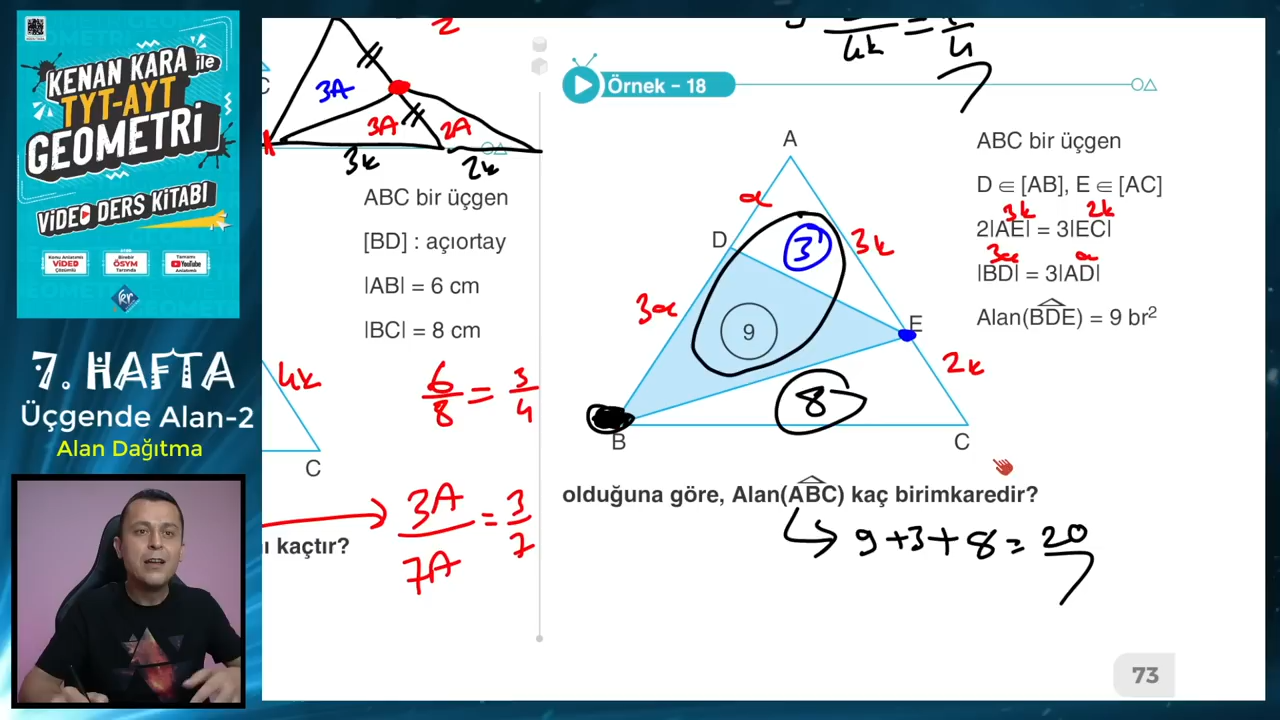 KENAN KARA ile
TYT-AYT
GEOMETRİ
VİDEO DERS KİTABI
7. HAFTA
Üçgende Alan-2
Alan Dağıtma
3A
3A
2A
3k
2k
ABC bir üçgen
[BD] : açıortay
|AB| = 6 cm
|BC| = 8 cm
6/8 = 3/4
4k
C
3A/7A = 3/7
ı kaçtır?
4k
4
Örnek – 18
A
α
D
3
3k
3α
9
E
2k
8
B
C
ABC bir üçgen
D ∈ [AB], E ∈ [AC]
3k 2k
2|AE| = 3|EC|
3α α
|BD| = 3|AD|
Alan(BDE) = 9 br²
olduğuna göre, Alan(ABC) kaç birimkaredir?
9+3+8=20
73